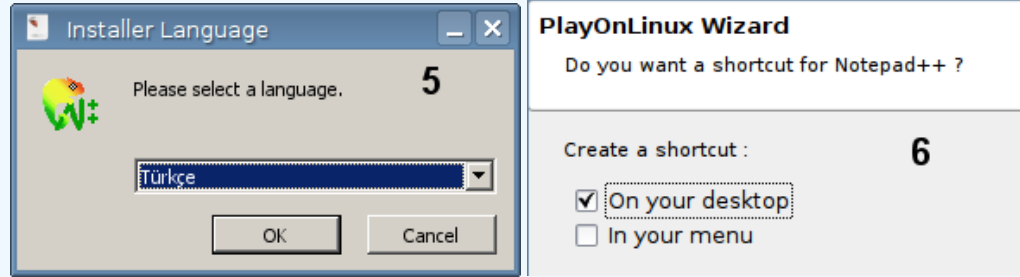 Installer Language
Please select a language.
5
Türkçe
OK
Cancel
PlayOnLinux Wizard
Do you want a shortcut for Notepad++ ?
Create a shortcut :
6
On your desktop
In your menu